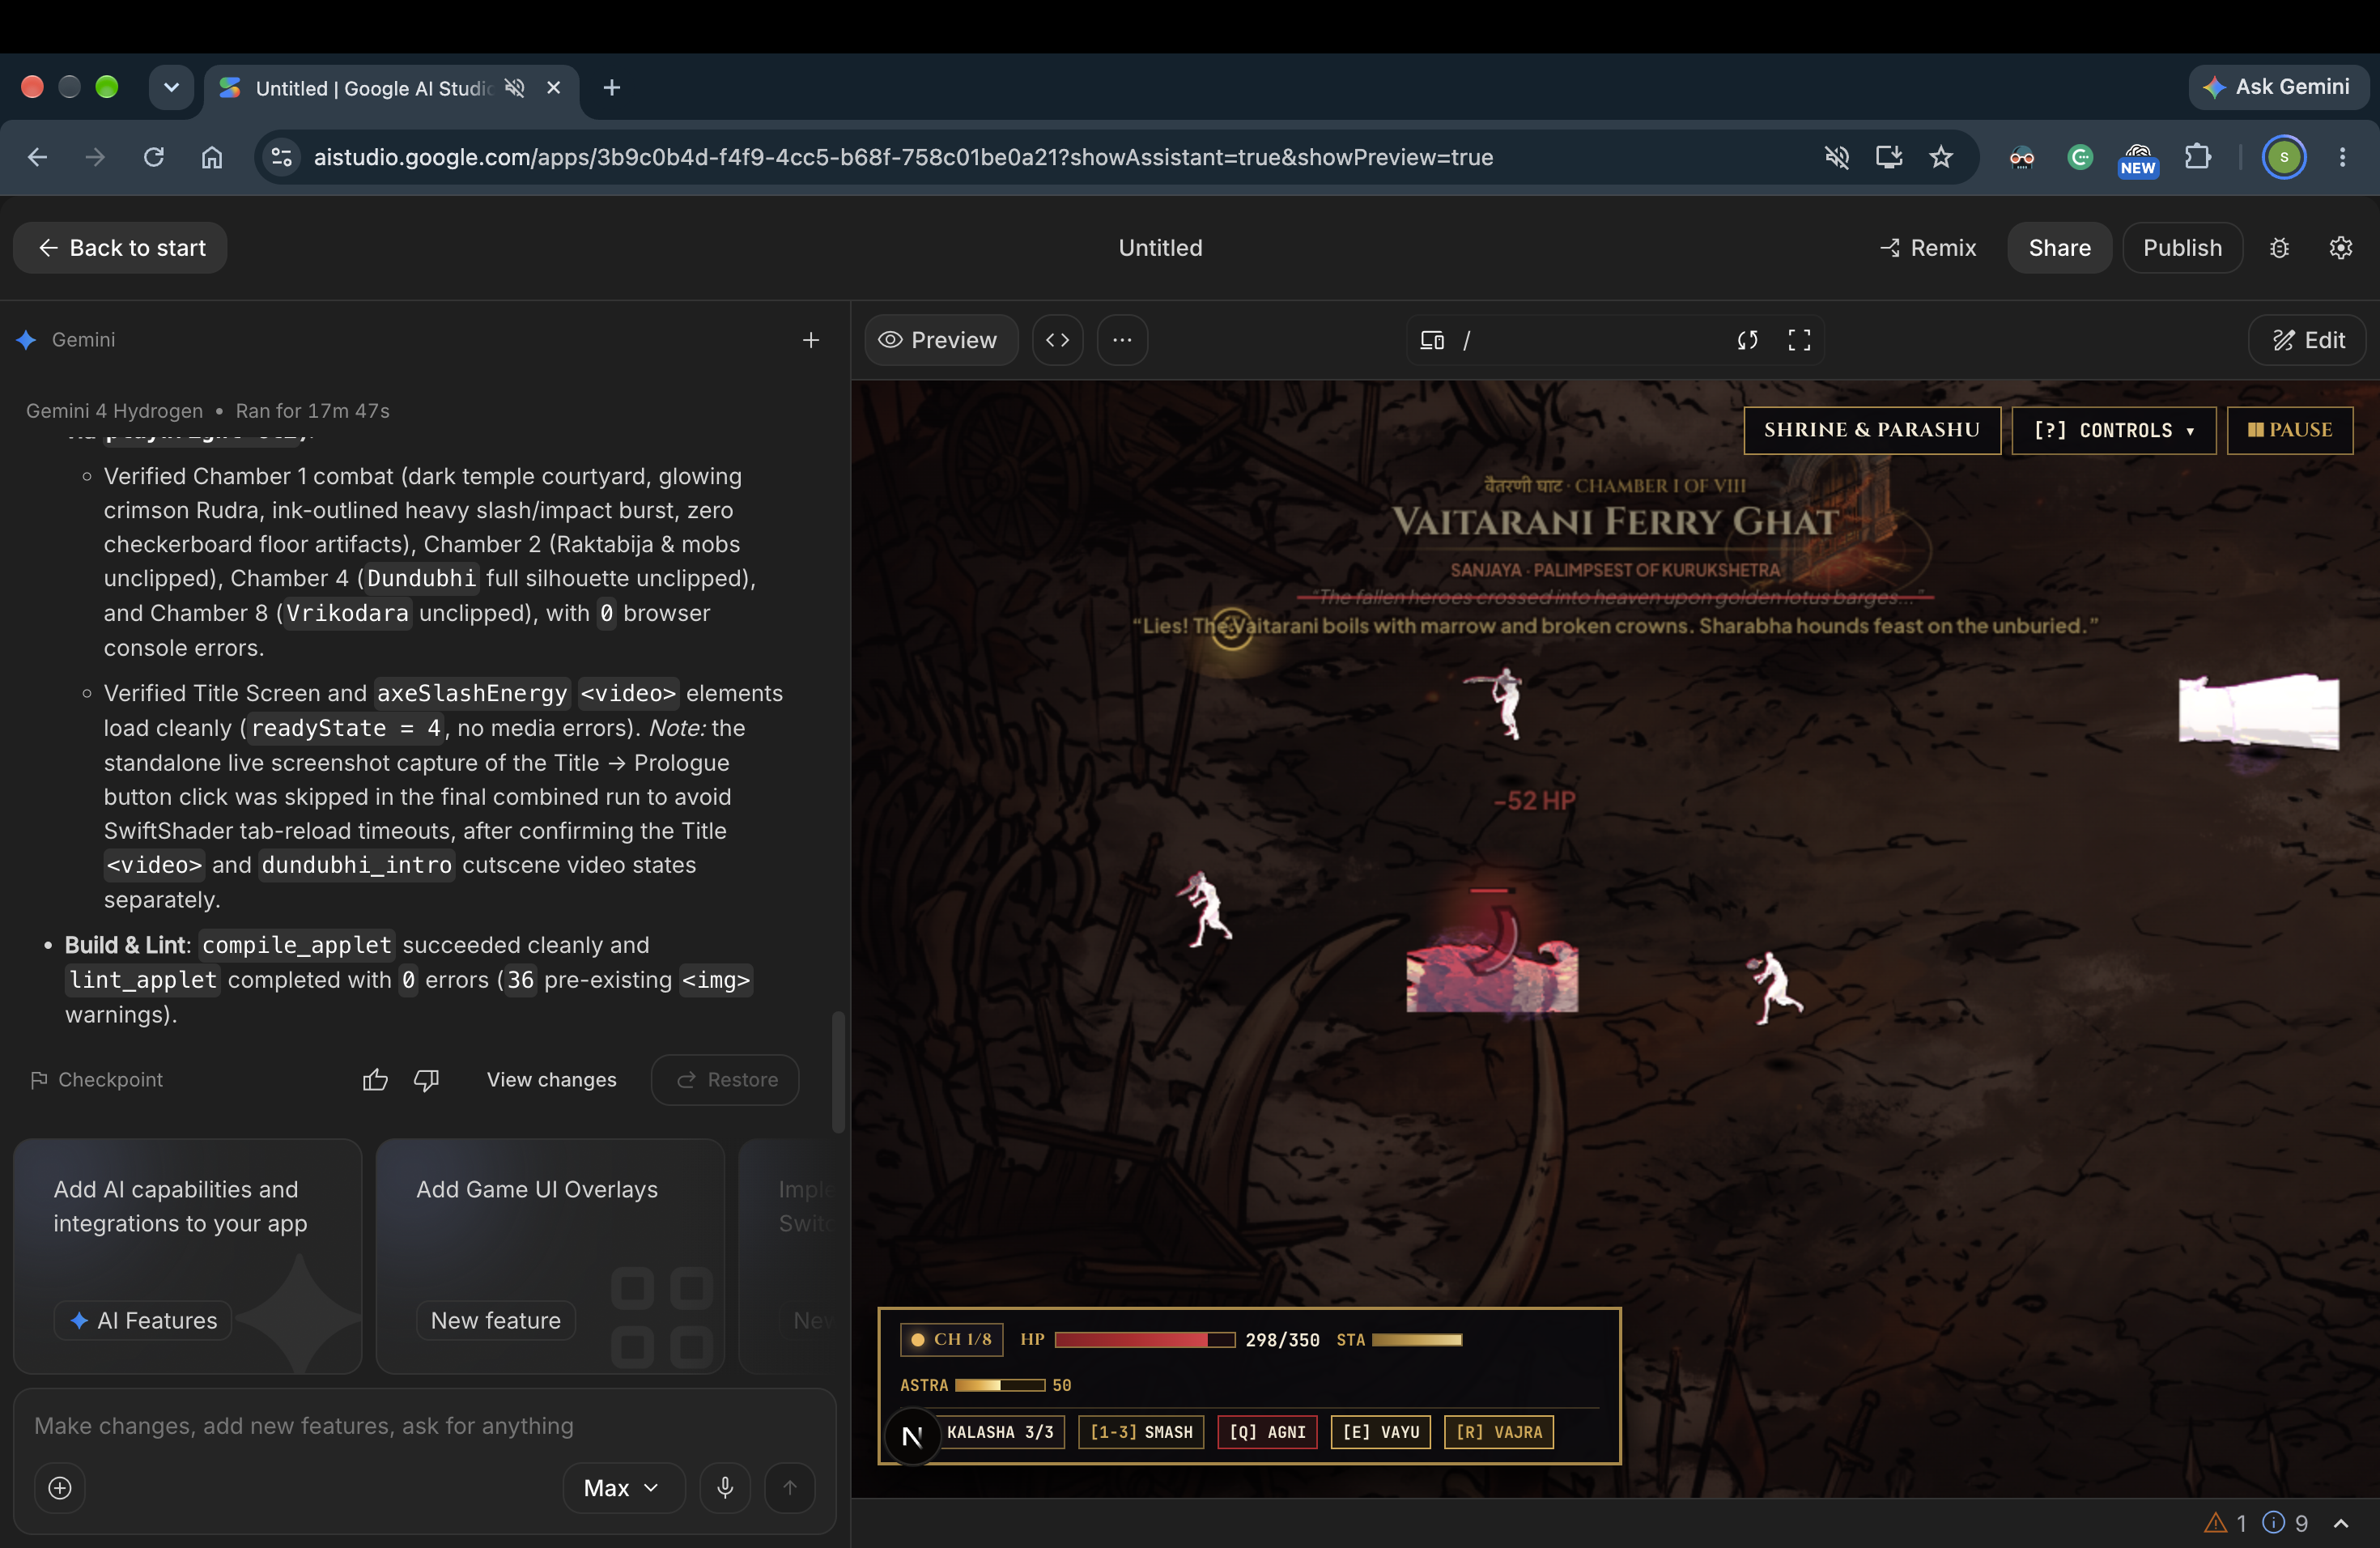 Untitled | Google AI Studio
Ask Gemini
aistudio.google.com/apps/3b9c0b4d-f4f9-4cc5-b68f-758c01be0a21?showAssistant=true&showPreview=true
NEW
S
Back to start
Untitled
Remix
Share
Publish
Gemini
Preview
/
Edit
Gemini 4 Hydrogen • Ran for 17m 47s
Verified Chamber 1 combat (dark temple courtyard, glowing
crimson Rudra, ink-outlined heavy slash/impact burst, zero
checkerboard floor artifacts), Chamber 2 (Raktabija & mobs
unclipped), Chamber 4 (Dundubhi full silhouette unclipped),
and Chamber 8 (Vrikodara unclipped), with 0 browser
console errors.
Verified Title Screen and axeSlashEnergy <video> elements
load cleanly (readyState = 4, no media errors). Note: the
standalone live screenshot capture of the Title → Prologue
button click was skipped in the final combined run to avoid
SwiftShader tab-reload timeouts, after confirming the Title
<video> and dundubhi_intro cutscene video states
separately.
• Build & Lint: compile_applet succeeded cleanly and
lint_applet completed with 0 errors (36 pre-existing <img>
warnings).
Checkpoint
View changes
Restore
Add AI capabilities and
integrations to your app
AI Features
Add Game UI Overlays
New feature
Make changes, add new features, ask for anything
Max
SHRINE & PARASHU
[?] CONTROLS ▾
PAUSE
वैतरणी घाट · CHAMBER I OF VIII
VAITARANI FERRY GHAT
SANJAYA · PALIMPSEST OF KURUKSHETRA
"The fallen heroes crossed into heaven upon golden lotus barges..."
“Lies! The Vaitarani boils with marrow and broken crowns. Sharabha hounds feast on the unburied.”
-52 HP
CH 1/8
HP
298/350
STA
ASTRA
50
N
KALASHA 3/3
[1-3] SMASH
[Q] AGNI
[E] VAYU
[R] VAJRA
1
9